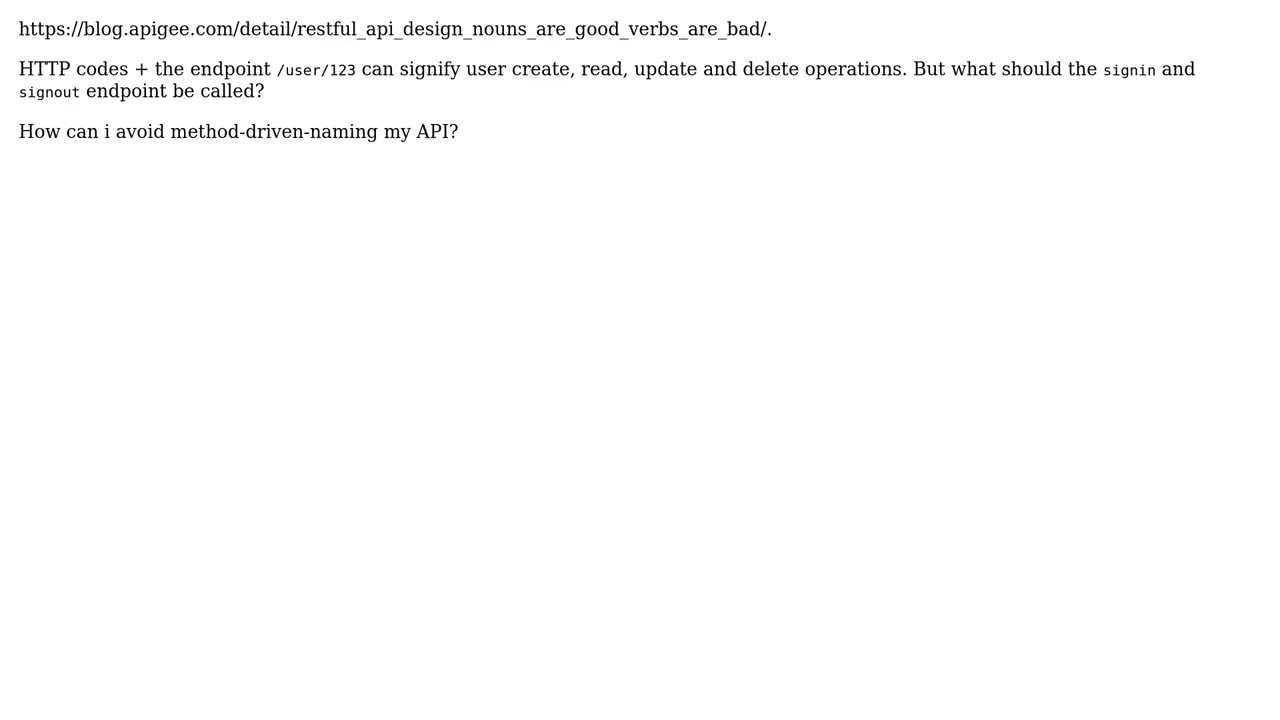 https://blog.apigee.com/detail/restful_api_design_nouns_are_good_verbs_are_bad/.
HTTP codes + the endpoint /user/123 can signify user create, read, update and delete operations. But what should the signin and
signout endpoint be called?
How can i avoid method-driven-naming my API?